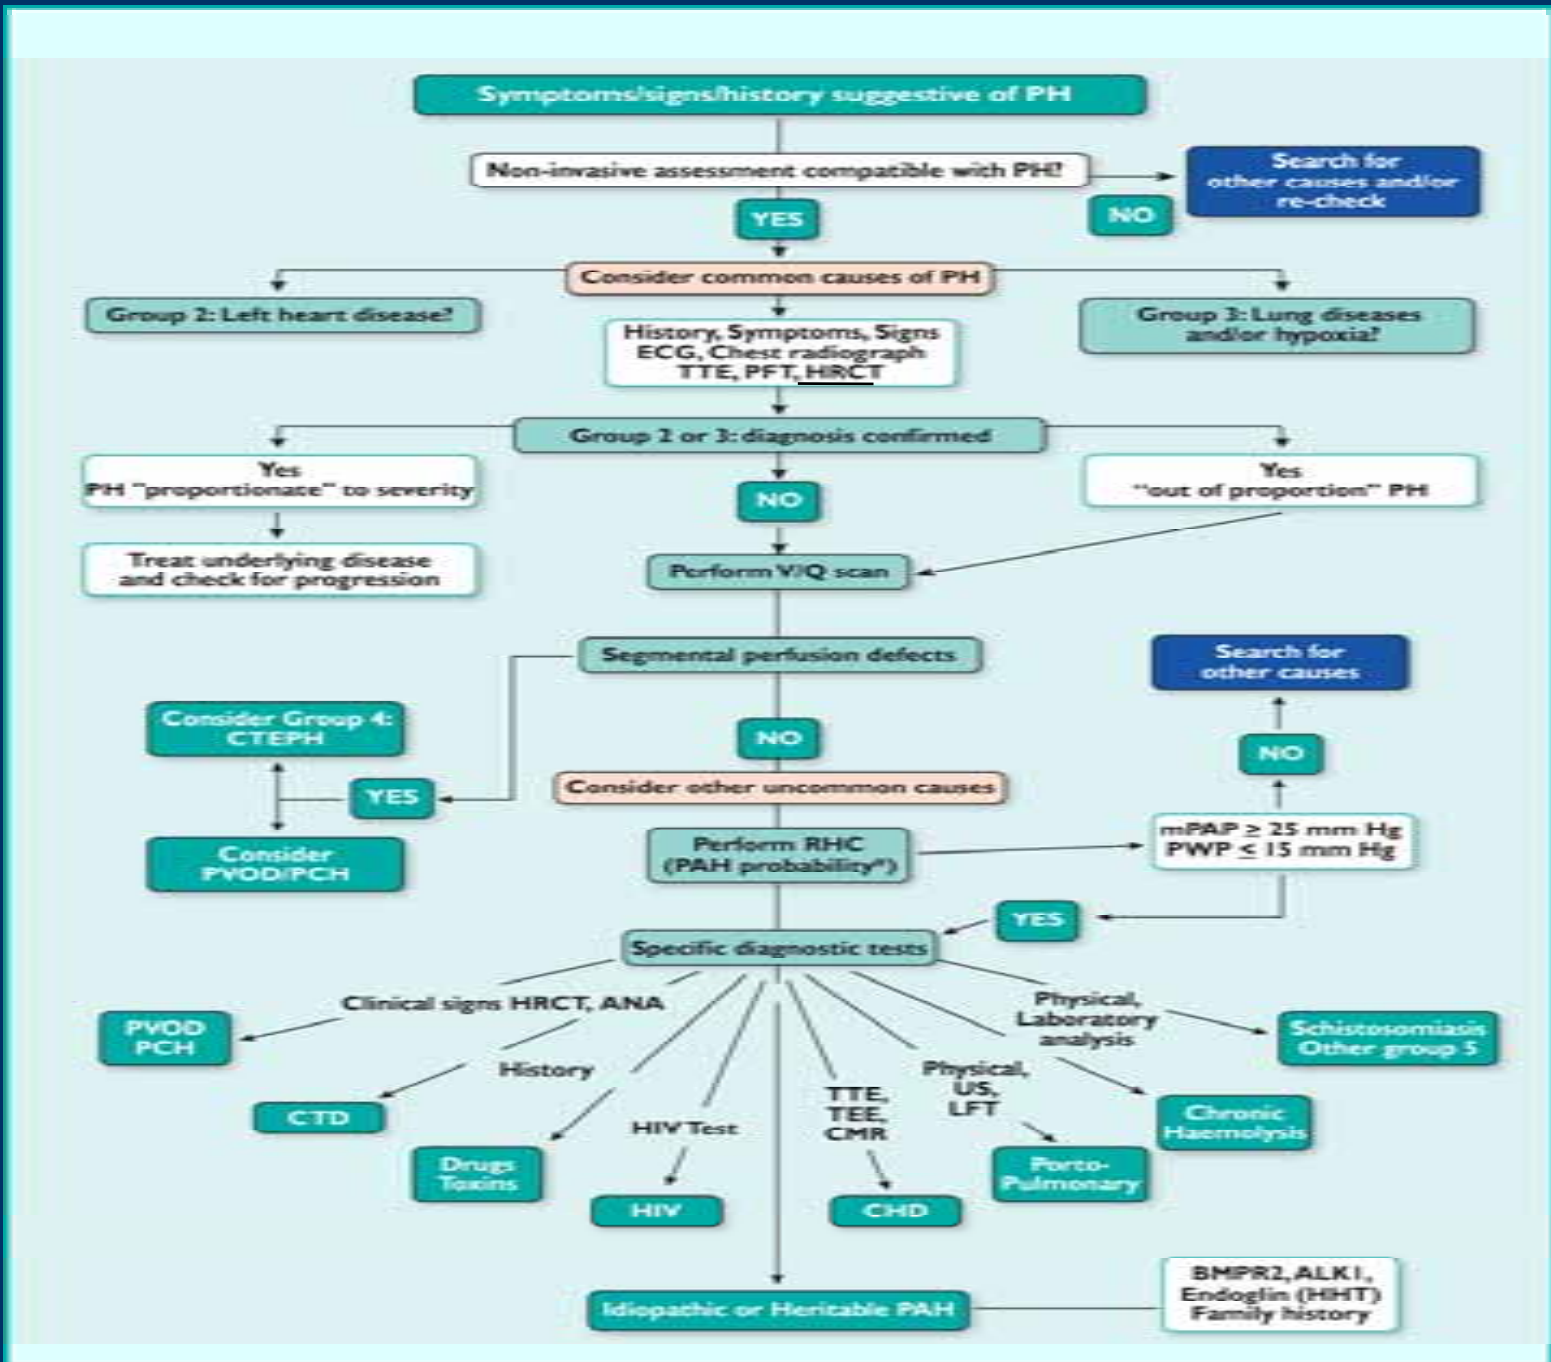 Symptoms/signs/history suggestive of PH
Non-invasive assessment compatible with PH?
Search for
other causes and/or
re-check
YES
NO
Consider common causes of PH
Group 2: Left heart disease?
Group 3: Lung diseases
and/or hypoxia?
History, Symptoms, Signs
ECG, Chest radiograph
TTE, PFT, HRCT
Group 2 or 3: diagnosis confirmed
Yes
PH "proportionate" to severity
NO
Yes
"out of proportion" PH
Treat underlying disease
and check for progression
Perform V/Q scan
Segmental perfusion defects
Search for
other causes
Consider Group 4:
CTEPH
NO
NO
YES
Consider other uncommon causes
Consider
PVOD/PCH
Perform RHC
(PAH probability*)
mPAP ≥ 25 mm Hg
PWP ≤ 15 mm Hg
YES
Specific diagnostic tests
Clinical signs HRCT, ANA
Physical,
Laboratory
analysis
PVOD
PCH
Schistosomiasis
Other group 5
History
Physical,
US,
LFT
TTE,
TEE,
CMR
CTD
HIV Test
Chronic
Haemolysis
Drugs
Toxins
Porto-
Pulmonary
HIV
CHD
Idiopathic or Heritable PAH
BMPR2, ALK1,
Endoglin (HHT)
Family history